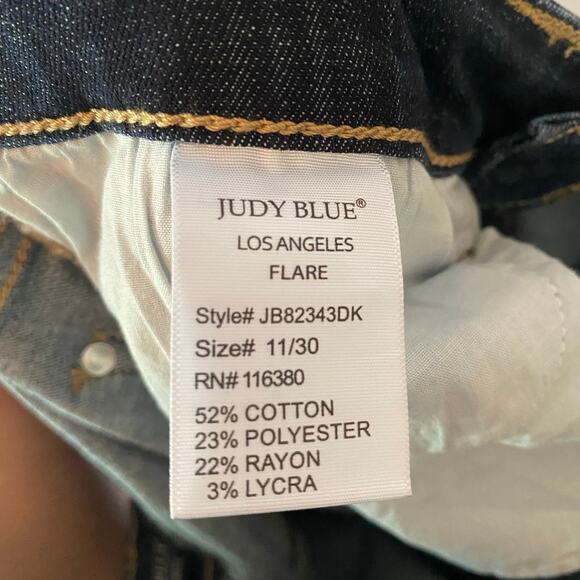 JUDY BLUE®
LOS ANGELES
FLARE
Style# JB82343DK
Size# 11/30
RN# 116380
52% COTTON
23% POLYESTER
22% RAYON
3% LYCRA